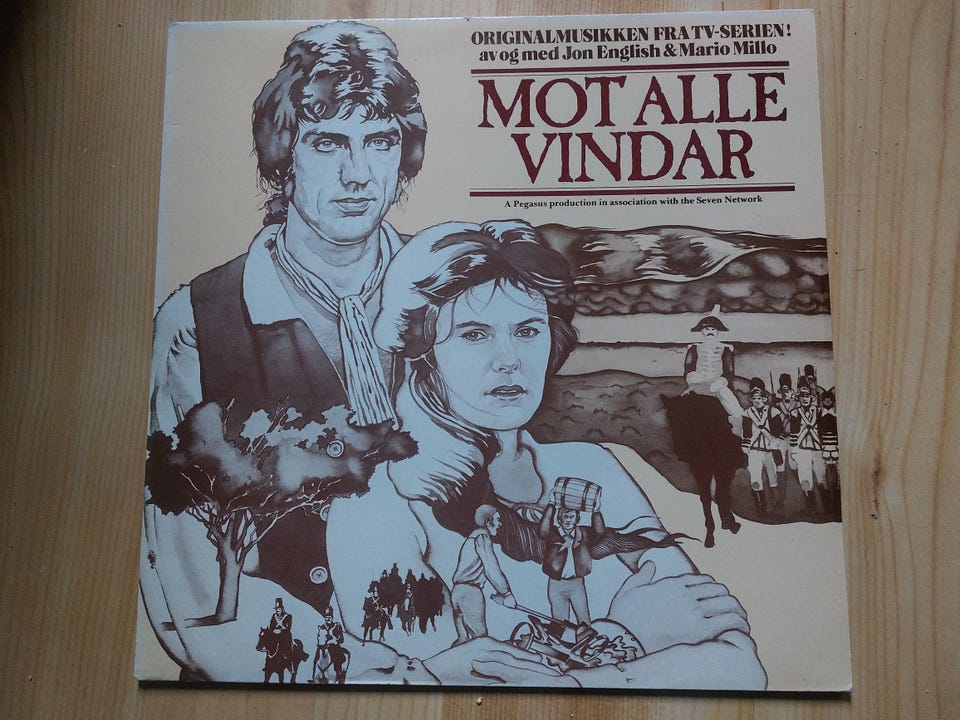 ORIGINALMUSIKKEN FRA TV-SERIEN!
av og med Jon English & Mario Millo
MOT ALLE
VINDAR
A Pegasus production in association with the Seven Network